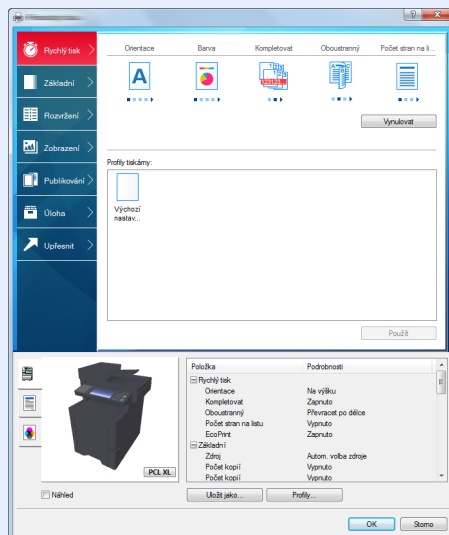 Rychlý tisk
Základní
Rozvržení
Zobrazení
Publikování
Úloha
Upřesnit
Orientace Barva Kompletovat Oboustranný Počet stran na li...
A
123123
A C
Vynulovat
Profily tiskárny:
Výchozí
nastav...
Použít
PCL XL
Náhled
Položka Podrobnosti
Rychlý tisk
Orientace Na výšku
Kompletovat Zapnuto
Oboustranný Převracet po délce
Počet stran na listu Vypnuto
EcoPrint Zapnuto
Základní
Zdroj Autom. volba zdroje
Počet kopií Vypnuto
Počet kopií Vypnuto
Uložit jako... Profily...
OK Storno